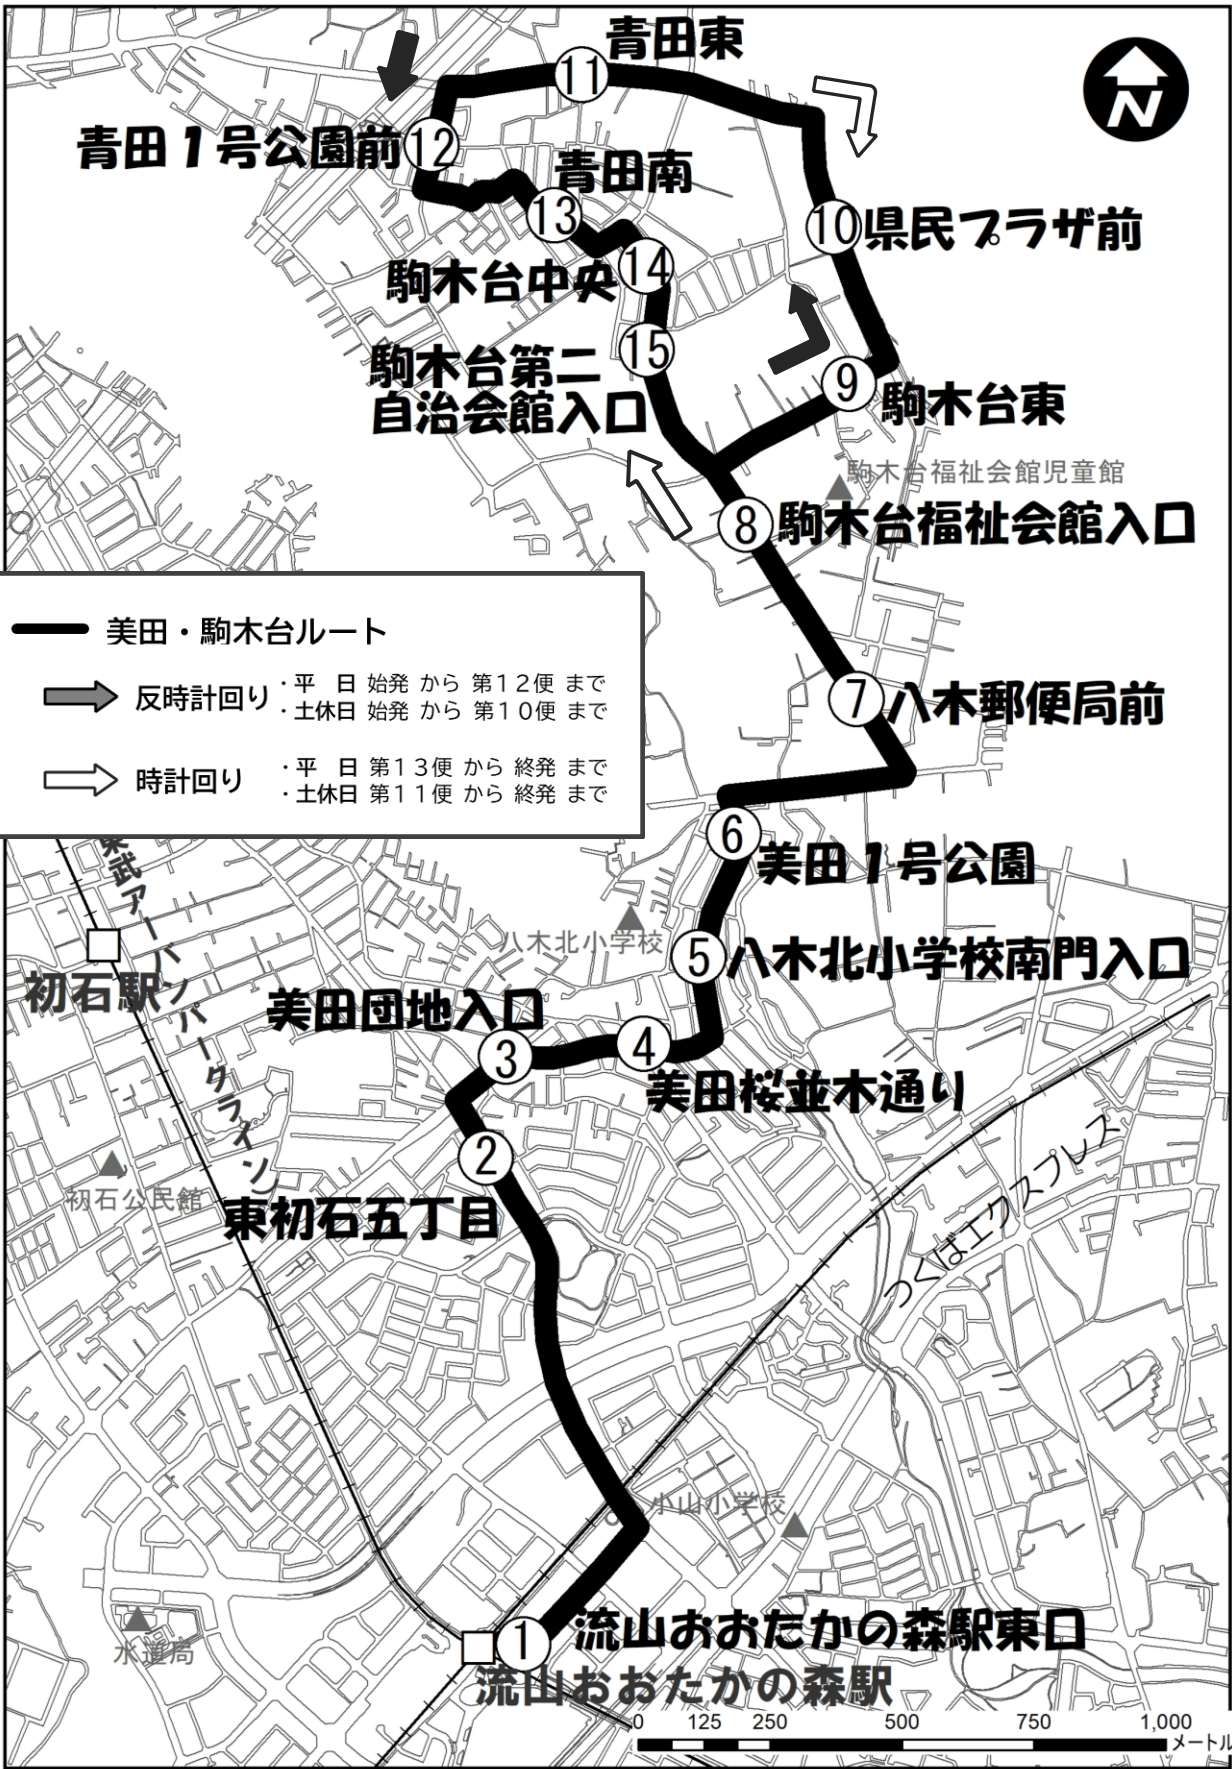 青田東
11
N
青田１号公園前
12
青田南
13
10
県民プラザ前
駒木台中央
14
駒木台第二
自治会館入口
15
9
駒木台東
駒木台福祉会館児童館
8
駒木台福祉会館入口
美田・駒木台ルート
反時計回り
・平　日 始発 から 第１２便 まで
・土休日 始発 から 第１０便 まで
時計回り
・平　日 第１３便 から 終発 まで
・土休日 第１１便 から 終発 まで
7
八木郵便局前
6
美田１号公園
東武アーバンパークライン
八木北小学校
5
八木北小学校南門入口
初石駅
美田団地入口
3
4
美田桜並木通り
2
東初石五丁目
初石公民館
つくばエクスプレス
小山小学校
水道局
1
流山おおたかの森駅東口
流山おおたかの森駅
0 125 250 500 750 1,000
メートル